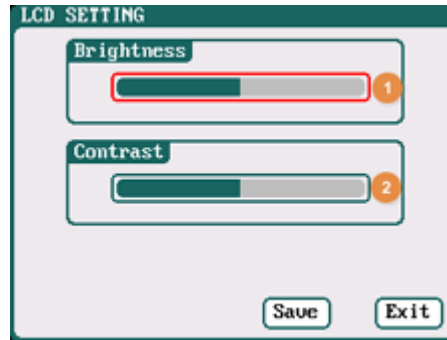 LCD SETTING
Brightness
1
Contrast
2
Save Exit